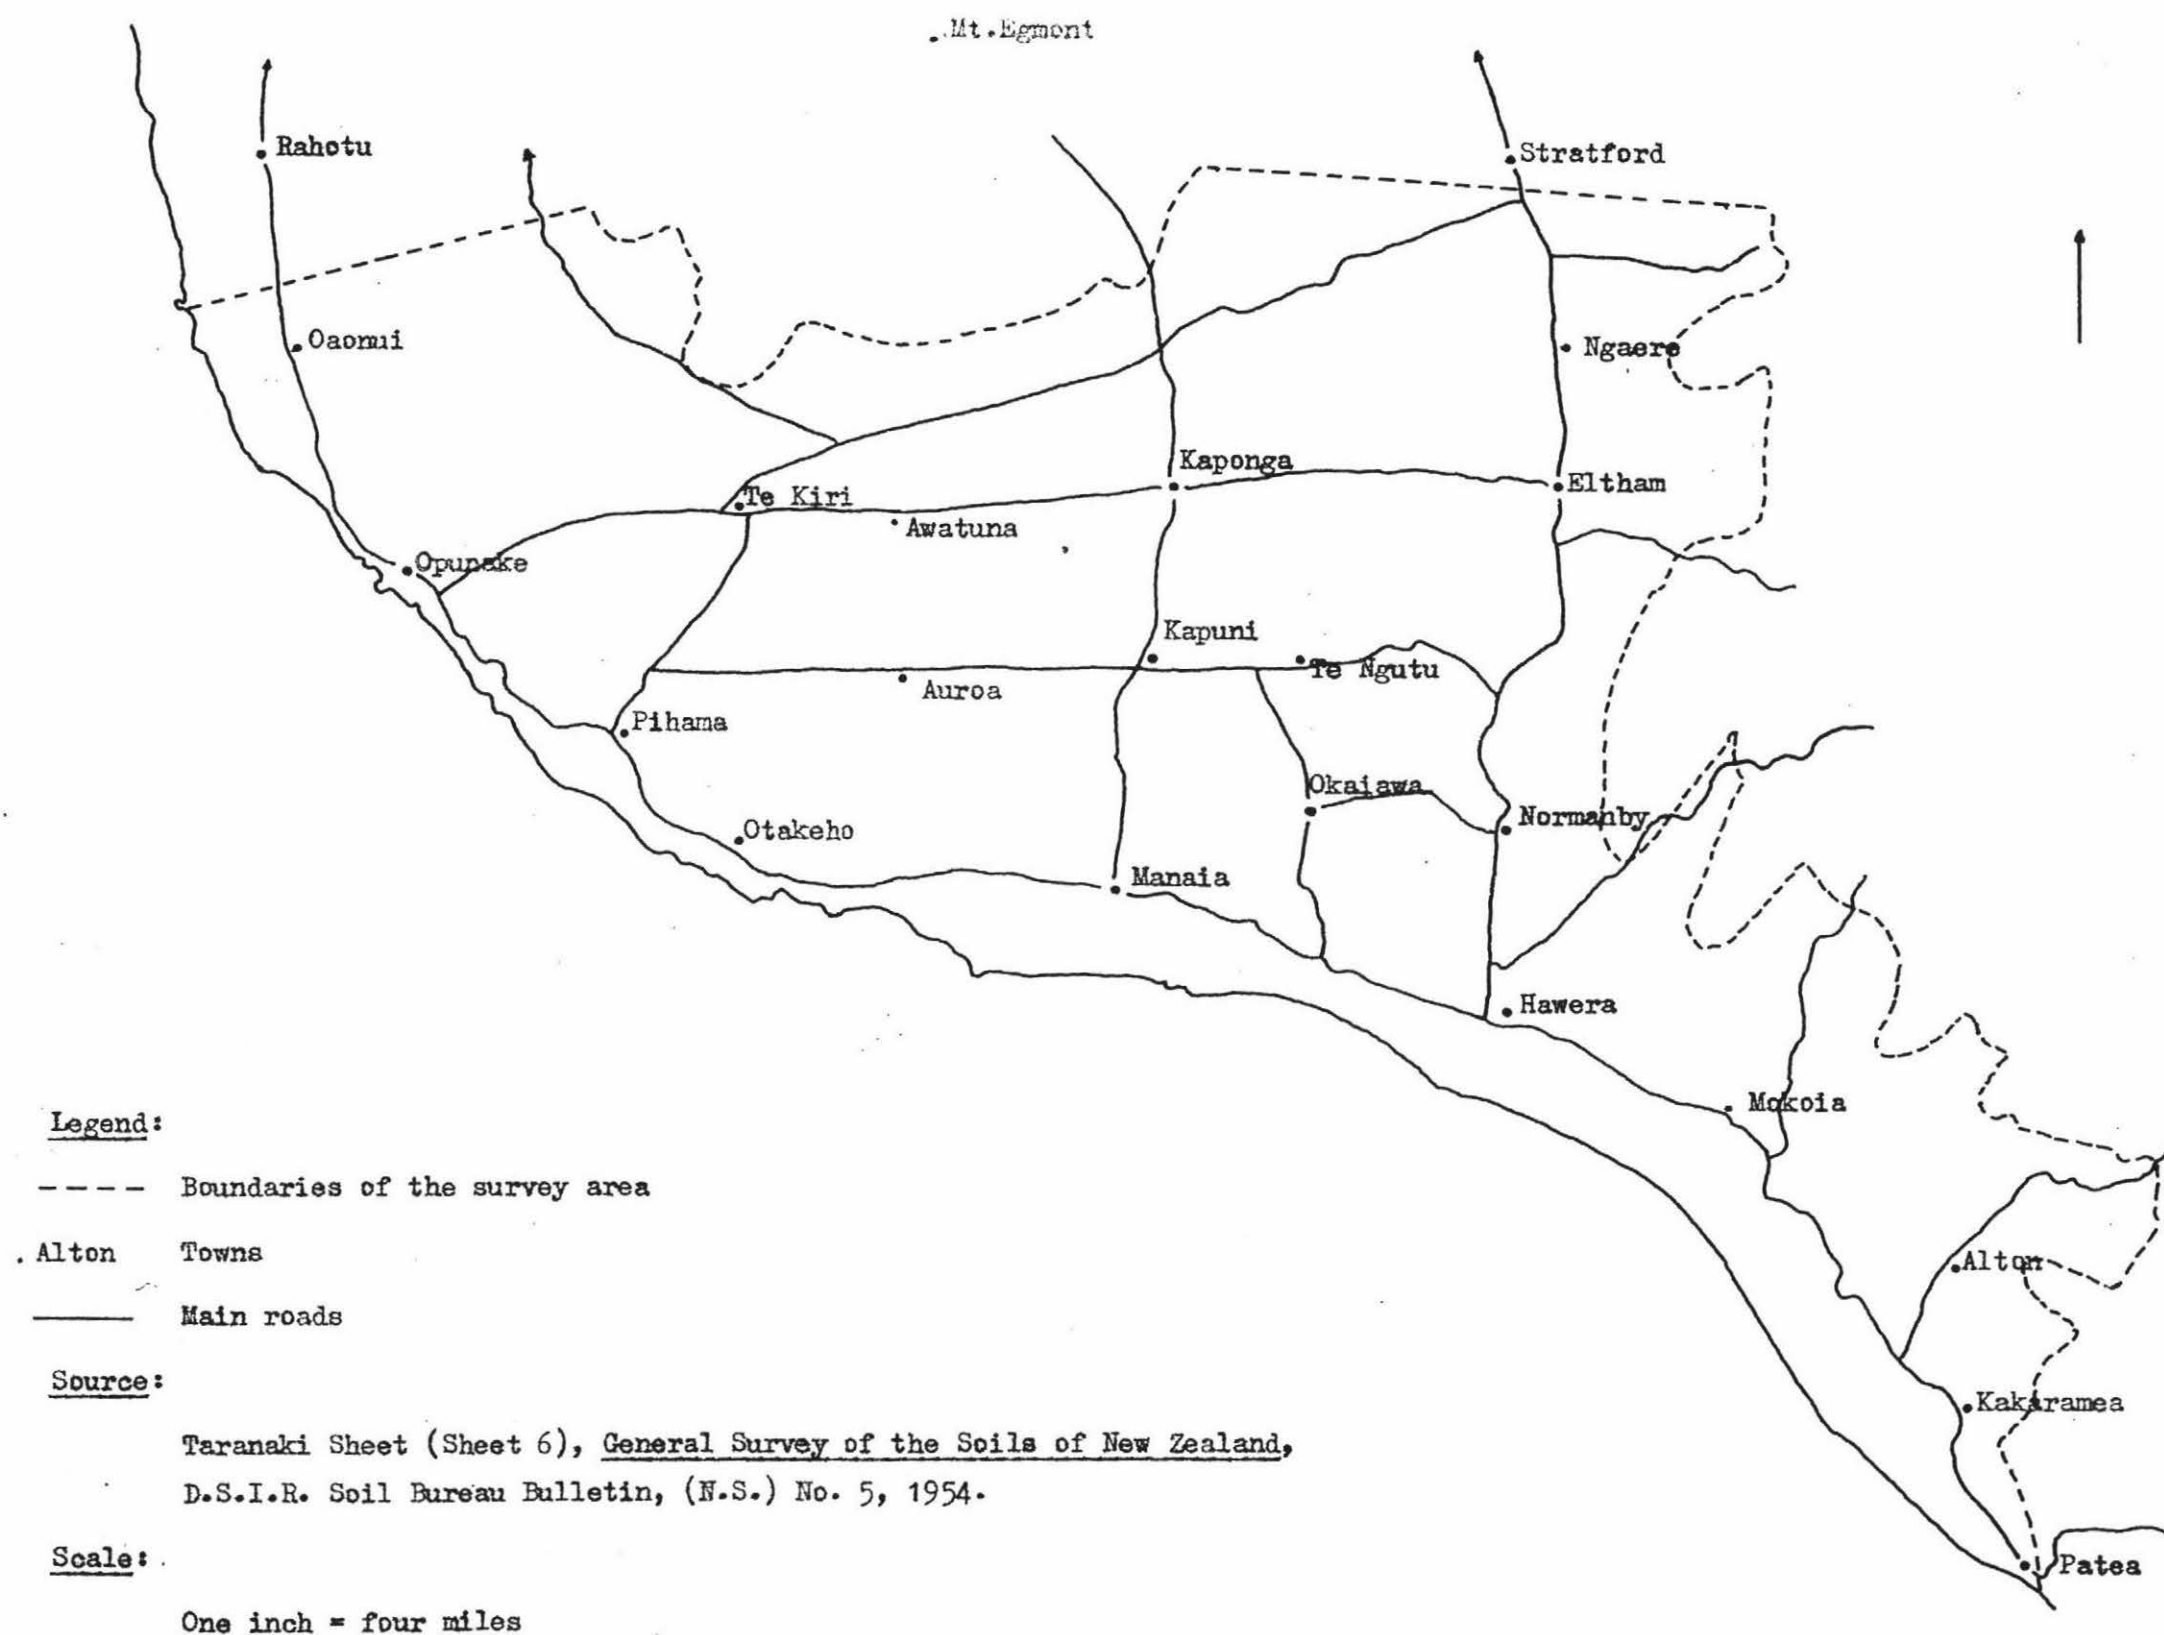 .Mt.Egmont
Rahotu
Stratford
Oaonui
Ngaere
Kaponga
Eltham
Te Kiri
Awatuna
Opunake
Kapuni
Te Ngutu
Auroa
Pihama
Okaiawa
Normanby
Otakeho
Manaia
Hawera
Mokoia
Alton
Kakaramea
Patea
Legend:
Boundaries of the survey area
. Alton Towns
Main roads
Source:
Taranaki Sheet (Sheet 6), General Survey of the Soils of New Zealand,
D.S.I.R. Soil Bureau Bulletin, (N.S.) No. 5, 1954.
Scale:
One inch = four miles